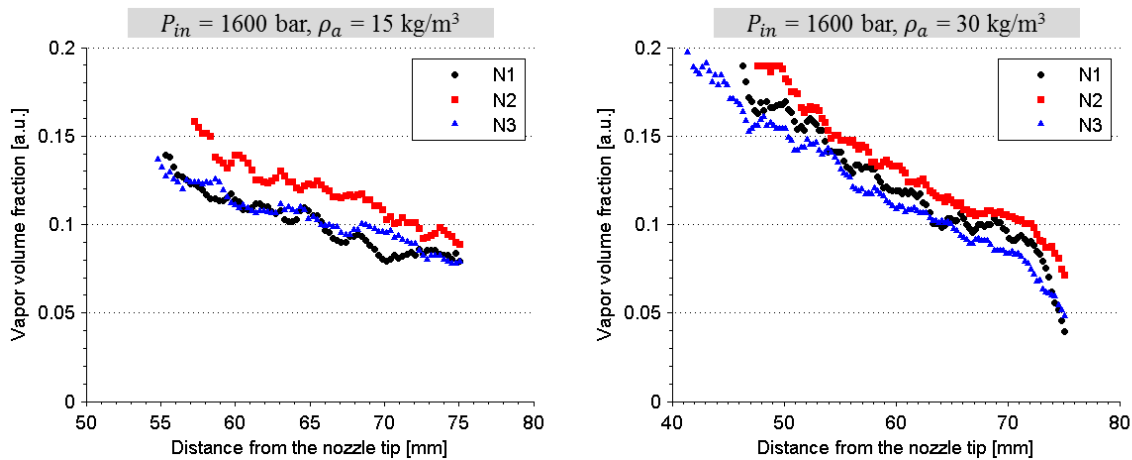 P_in = 1600 bar, ρ_a = 15 kg/m³
0.2
0.15
0.1
0.05
0
Vapor volume fraction [a.u.]
N1
N2
N3
50 55 60 65 70 75 80
Distance from the nozzle tip [mm]
P_in = 1600 bar, ρ_a = 30 kg/m³
0.2
0.15
0.1
0.05
0
Vapor volume fraction [a.u.]
N1
N2
N3
40 50 60 70 80
Distance from the nozzle tip [mm]